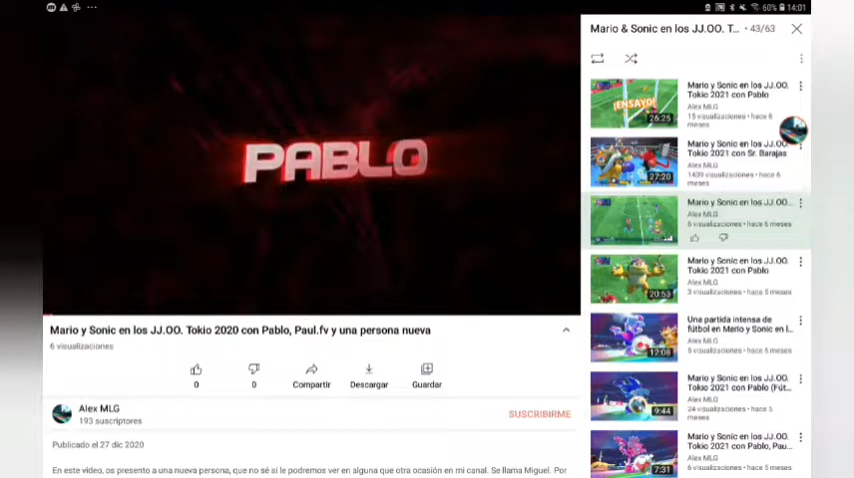 60% 14:01
PABLO
Mario y Sonic en los JJ.OO. Tokio 2020 con Pablo, Paul.fv y una persona nueva
6 visualizaciones
0
0
Compartir
Descargar
Guardar
Alex MLG
193 suscriptores
SUSCRIBIRME
Publicado el 27 dic 2020
En este video, os presento a una nueva persona, que no sé si le podremos ver en alguna que otra ocasión en mi canal. Se llama Miguel. Por
Mario & Sonic en los JJ.OO. T... • 43/63
¡ENSAYO!
26:25
Mario y Sonic en los JJ.OO.
Tokio 2021 con Pablo
Alex MLG
15 visualizaciones • hace 6
meses
27:20
Mario y Sonic en los JJ.OO.
Tokio 2021 con Sr. Barajas
Alex MLG
1439 visualizaciones • hace 6
meses
Mario y Sonic en los JJ.OO...
Alex MLG
6 visualizaciones • hace 6 meses
20:53
Mario y Sonic en los JJ.OO.
Tokio 2020 con Pablo
Alex MLG
3 visualizaciones • hace 5 meses
12:08
Una partida intensa de
fútbol en Mario y Sonic en l...
Alex MLG
5 visualizaciones • hace 5 meses
9:44
Mario y Sonic en los JJ.OO.
Tokio 2020 con Pablo (Fút...
Alex MLG
24 visualizaciones • hace 5
meses
7:31
Mario y Sonic en los JJ.OO.
Tokio 2020 con Pablo, Pau...
Alex MLG
6 visualizaciones • hace 5 meses